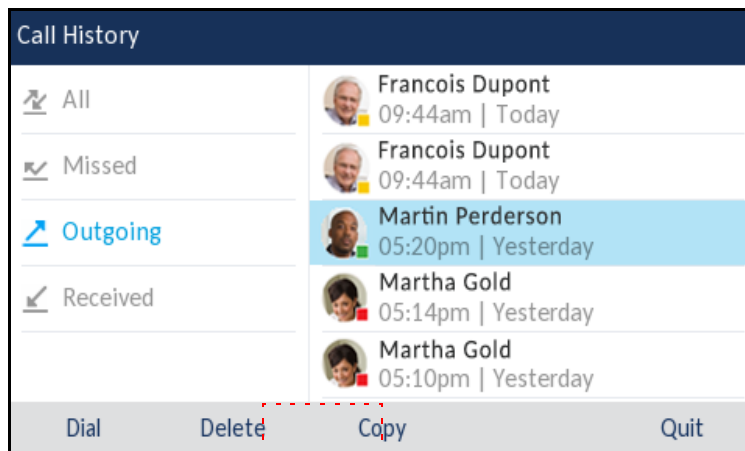 Call History
All
Missed
Outgoing
Received
Francois Dupont
09:44am | Today
Francois Dupont
09:44am | Today
Martin Perderson
05:20pm | Yesterday
Martha Gold
05:14pm | Yesterday
Martha Gold
05:10pm | Yesterday
Dial Delete Copy Quit